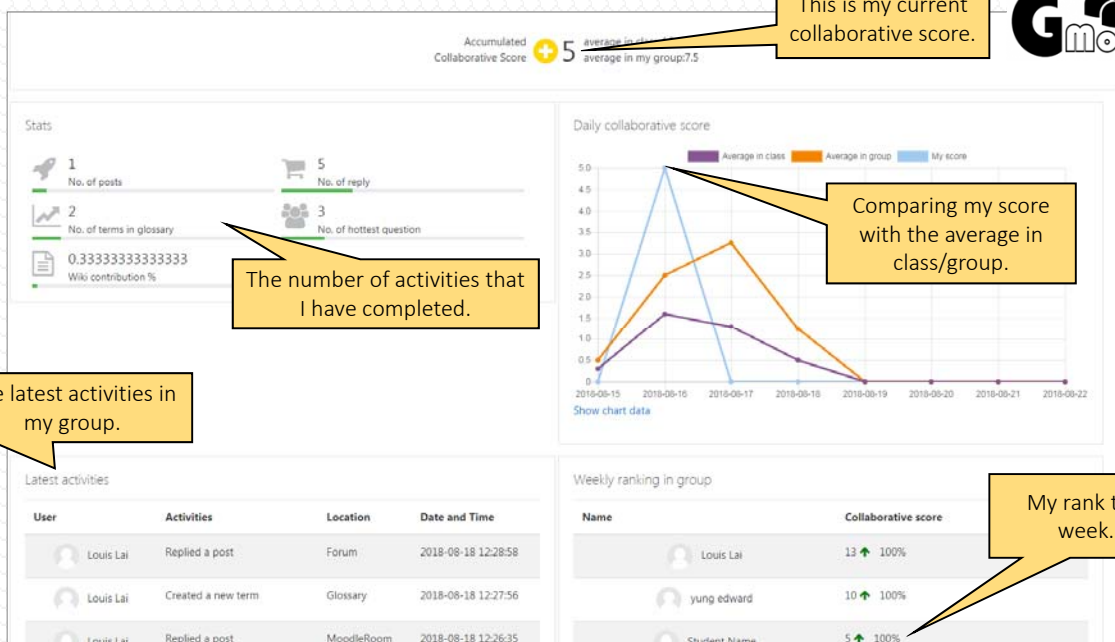 This is my current
collaborative score.
G
Accumulated
Collaborative Score
5
average in
average in my group:7.5
Stats
1
No. of posts
5
No. of reply
2
No. of terms in glossary
3
No. of hottest question
0.33333333333333
Wiki contribution %
The number of activities that
I have completed.
Daily collaborative score
Average in class
Average in group
My score
5.0
4.5
4.0
3.5
3.0
2.5
2.0
1.5
1.0
0.5
0
2018-08-15
2018-08-16
2018-08-17
2018-08-18
2018-08-19
2018-08-20
2018-08-21
2018-08-22
Show chart data
Comparing my score
with the average in
class/group.
latest activities in
my group.
Latest activities
User Activities Location Date and Time
Louis Lai Replied a post Forum 2018-08-18 12:28:58
Louis Lai Created a new term Glossary 2018-08-18 12:27:56
Louis Lai Replied a post MoodleRoom 2018-08-18 12:26:35
Weekly ranking in group
Name Collaborative score
Louis Lai 13 100%
yung edward 10 100%
Student Name 5 100%
My rank
week.